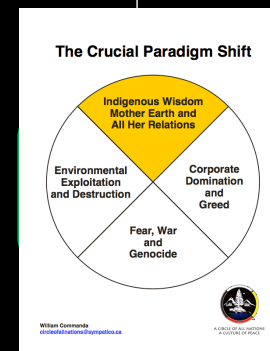 The Crucial Paradigm Shift
Indigenous Wisdom
Mother Earth and
All Her Relations
Environmental
Exploitation
and Destruction
Corporate
Domination
and
Greed
Fear, War
and
Genocide
William Commanda
circleofallnations@sympatico.ca
A CIRCLE OF ALL NATIONS
A CULTURE OF PEACE